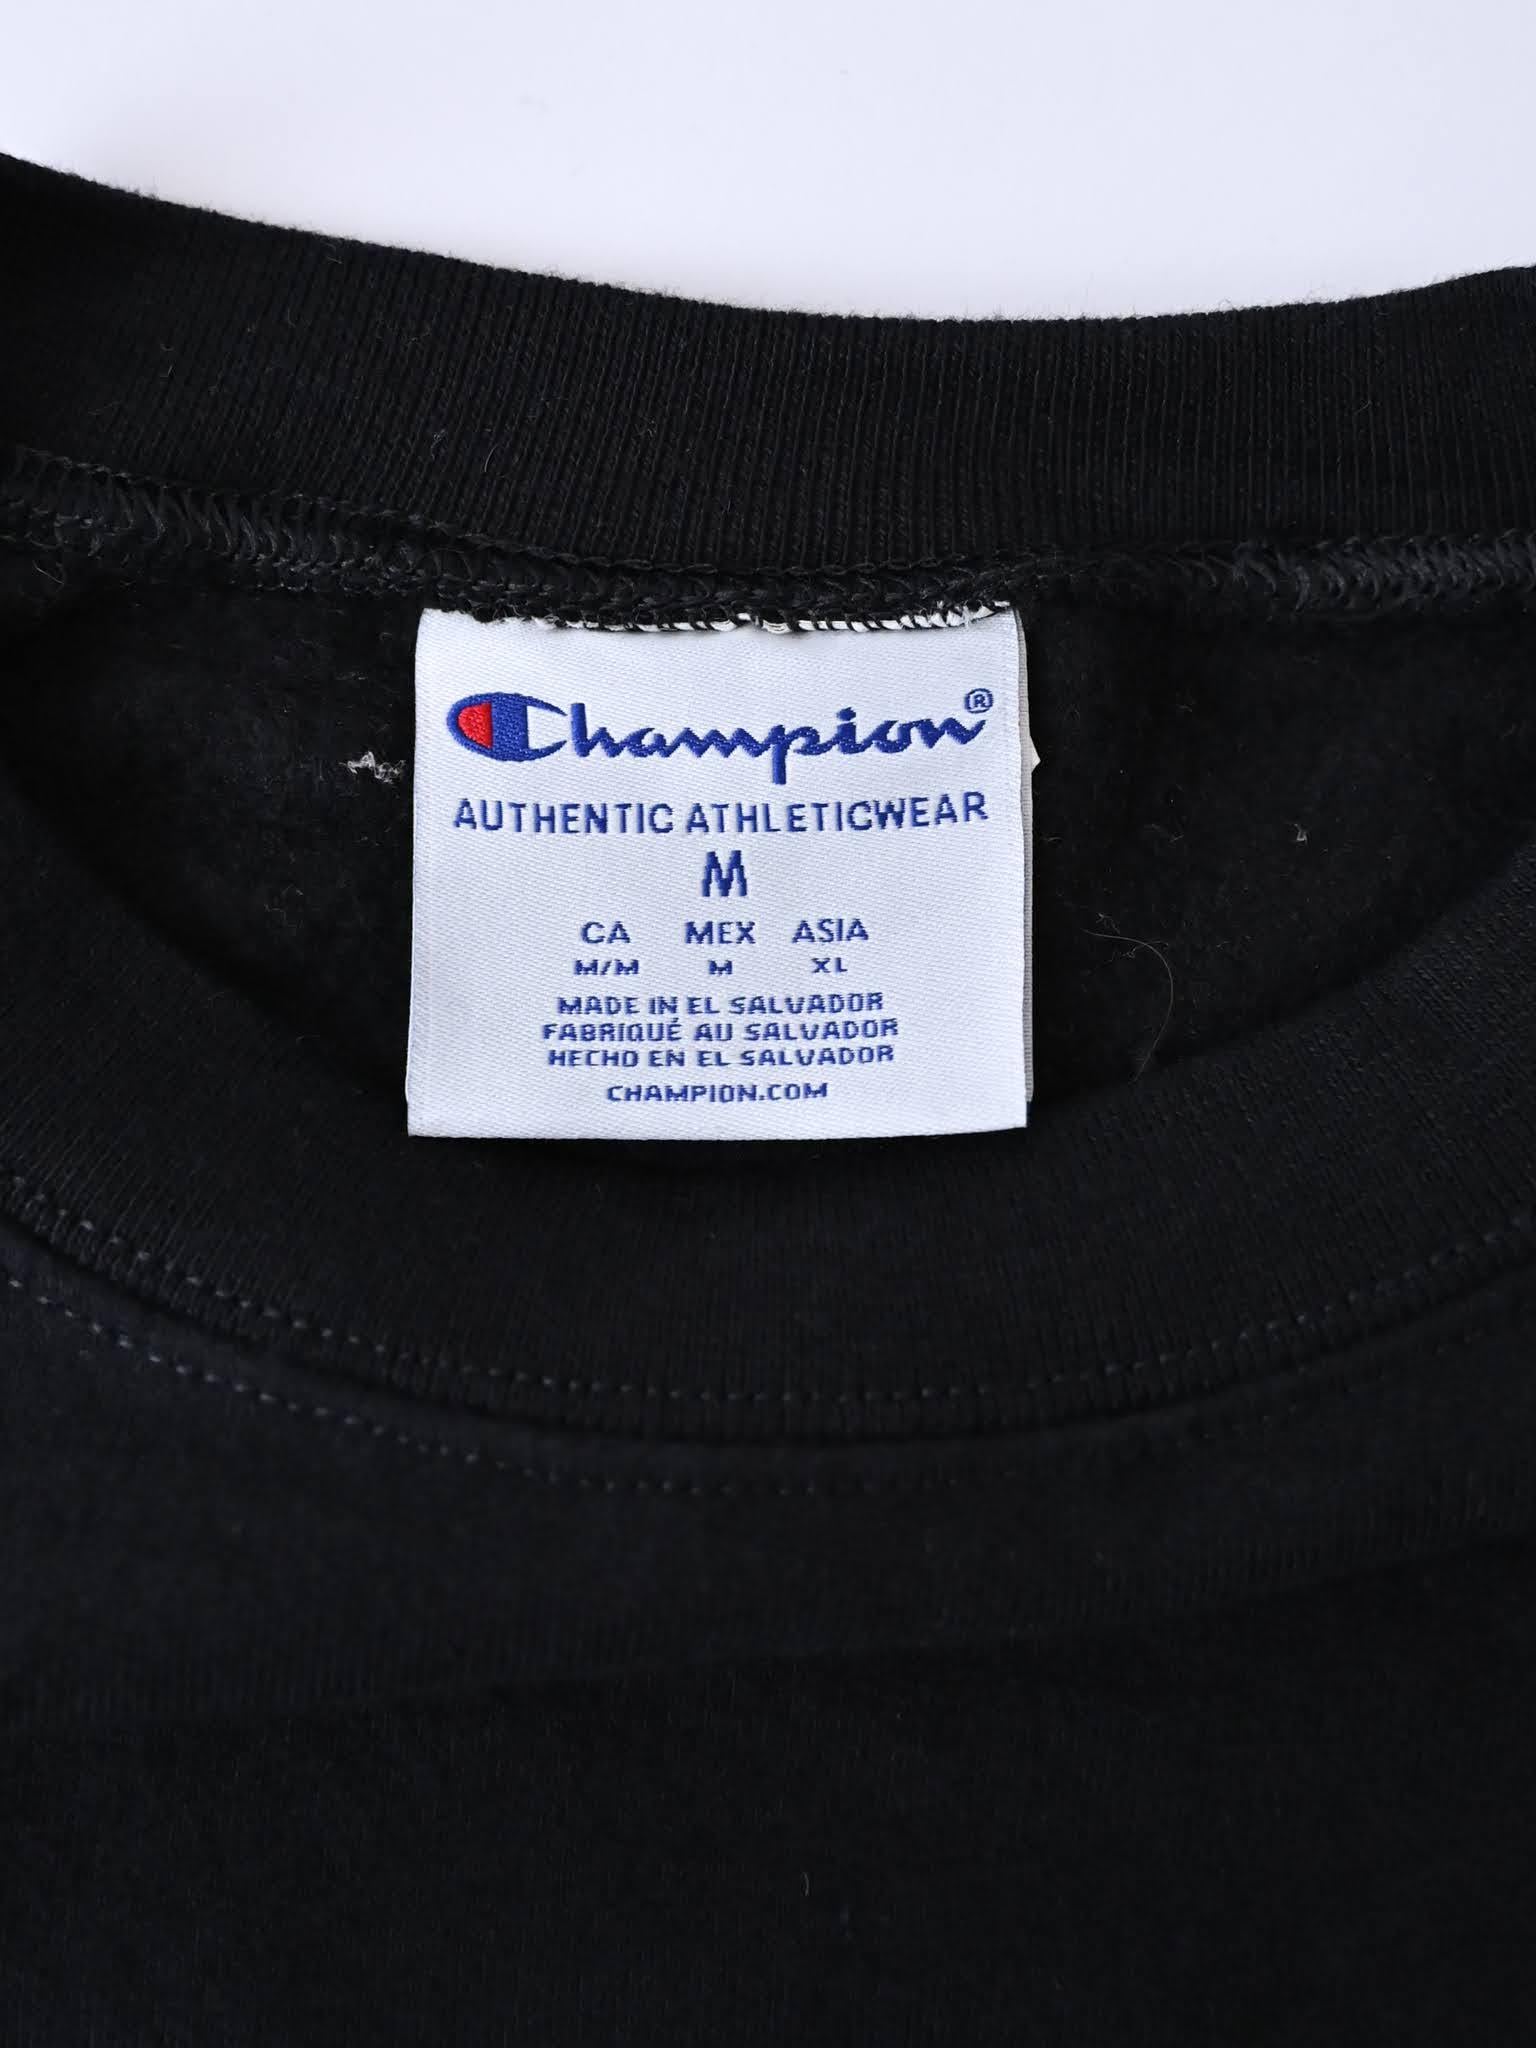 Champion®
AUTHENTIC ATHLETICWEAR
M
CA MEX ASIA
M/M M XL
MADE IN EL SALVADOR
FABRIQUÉ AU SALVADOR
HECHO EN EL SALVADOR
CHAMPION.COM